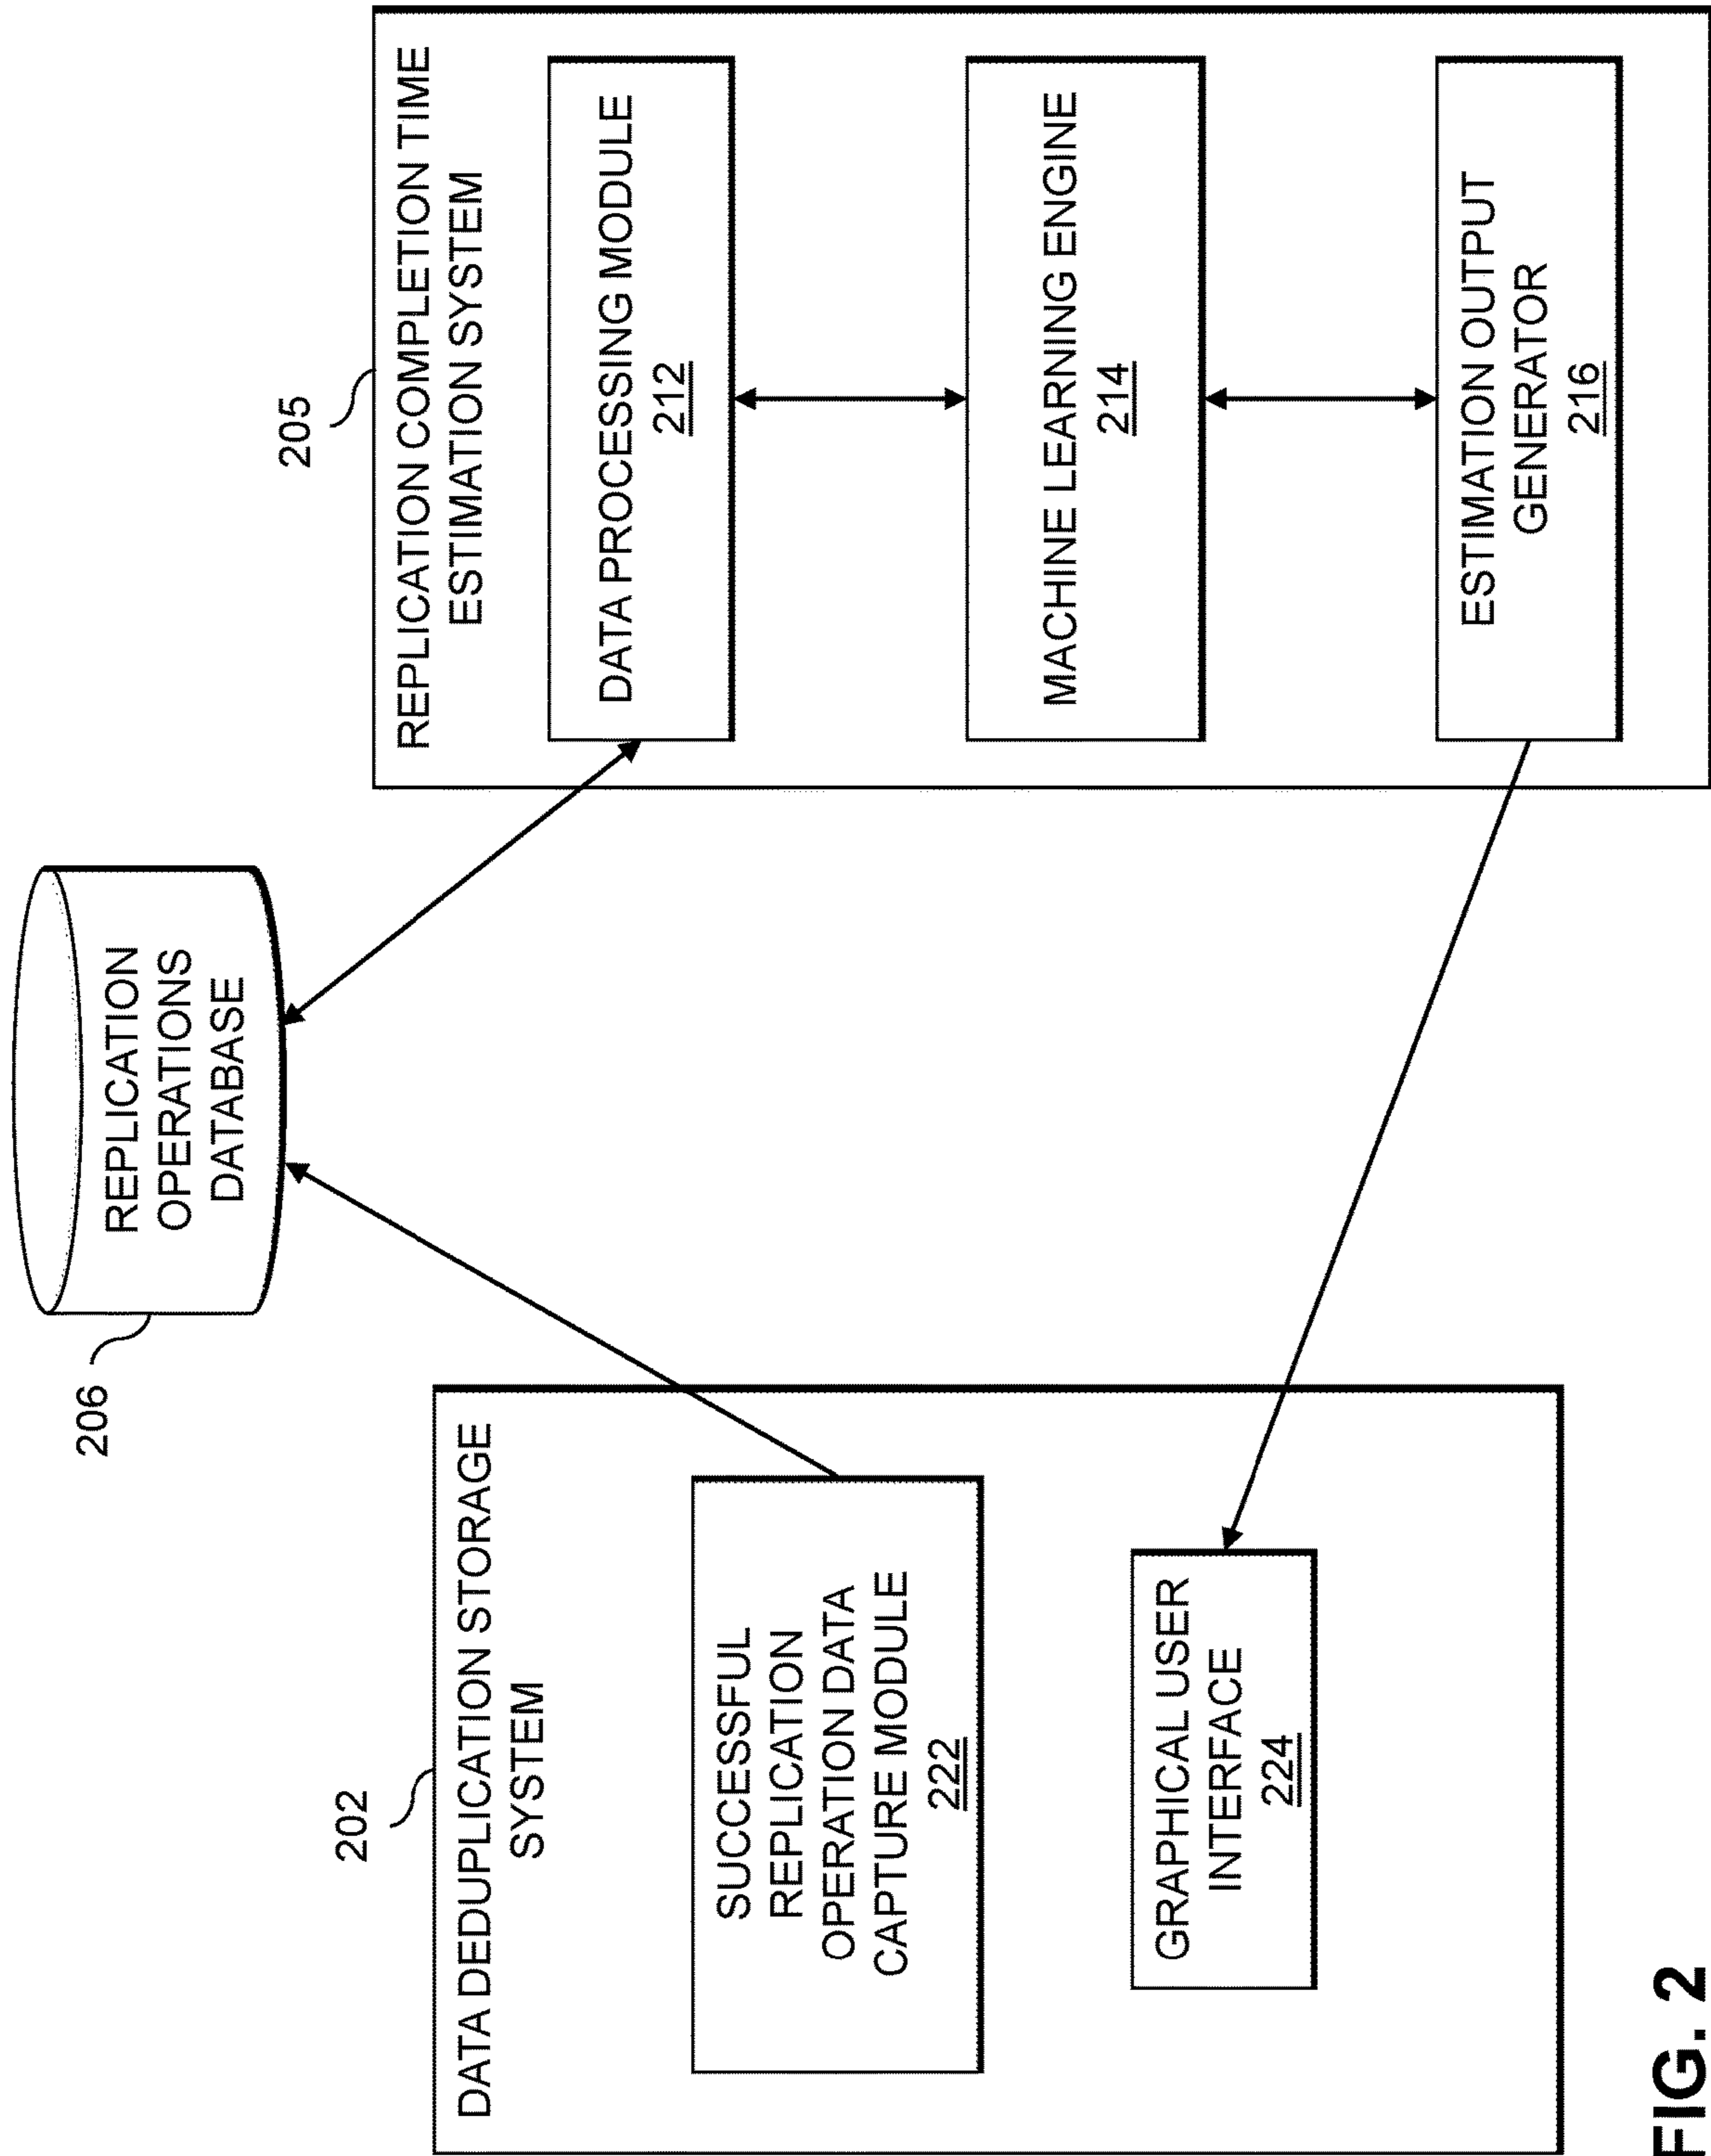 206
REPLICATION
OPERATIONS
DATABASE
202
DATA DEDUPLICATION STORAGE
SYSTEM
SUCCESSFUL
REPLICATION
OPERATION DATA
CAPTURE MODULE
222
GRAPHICAL USER
INTERFACE
224
205
REPLICATION COMPLETION TIME
ESTIMATION SYSTEM
DATA PROCESSING MODULE
212
MACHINE LEARNING ENGINE
214
ESTIMATION OUTPUT
GENERATOR
216
FIG. 2